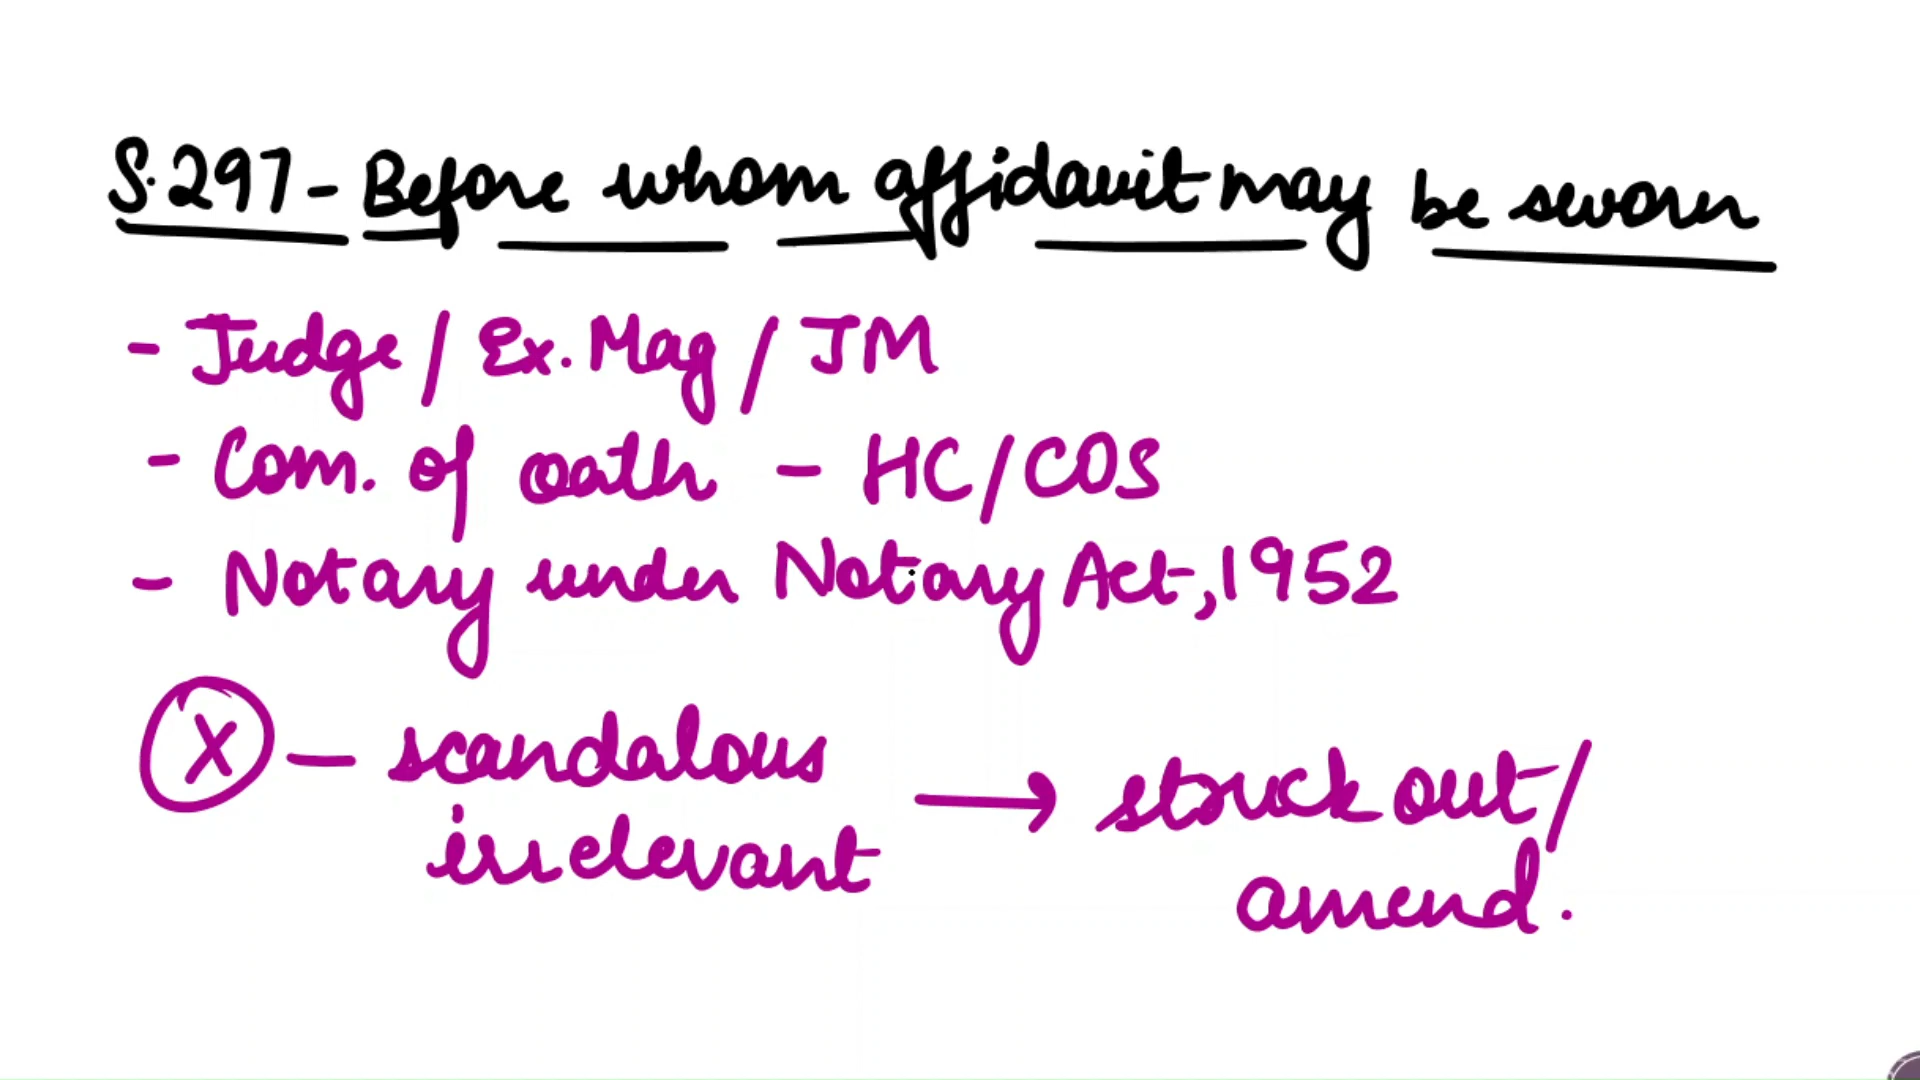 S.297 - Before whom affidavit may be sworn
- Judge / Ex. Mag / JM
- Com. of oath - HC/COS
- Notary under Notary Act, 1952
X - scandalous
irrelevant → struck out/
amend.